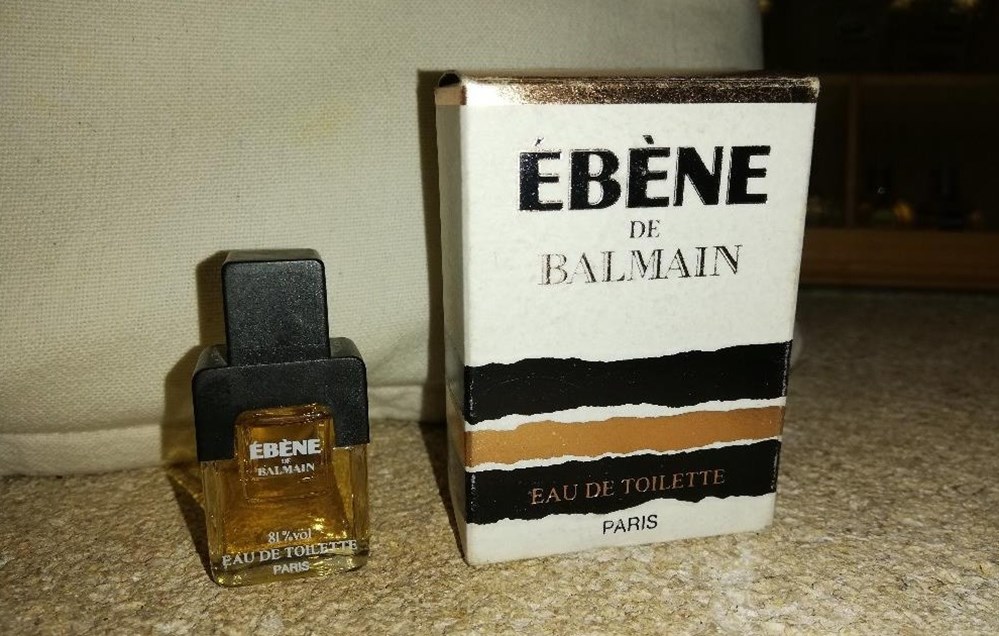 ÉBÈNE
DE
BALMAIN
81%vol
EAU DE TOILETTE
PARIS
ÉBÈNE
DE
BALMAIN
EAU DE TOILETTE
PARIS